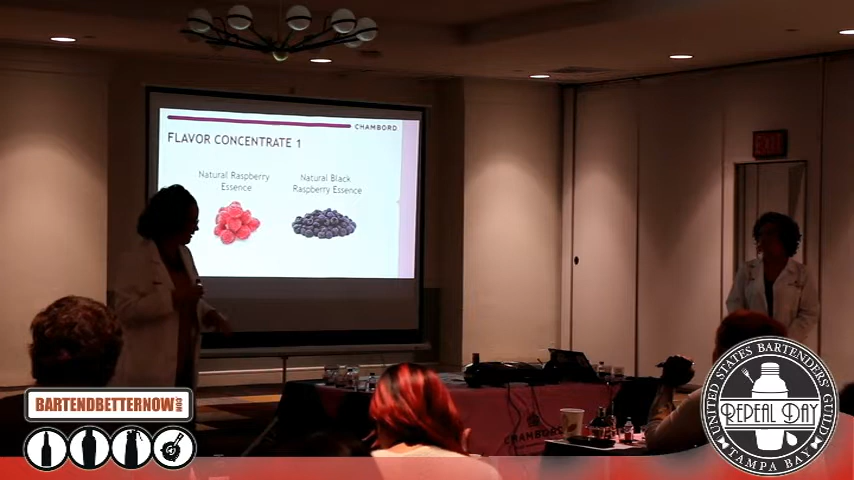 CHAMBORD
FLAVOR CONCENTRATE 1
Natural Raspberry
Essence
Natural Black
Raspberry Essence
EXIT
CHAMBORD
BARTENDBETTERNOW
UNITED STATES BARTENDERS' GUILD
REPEAL DAY
TAMPA BAY